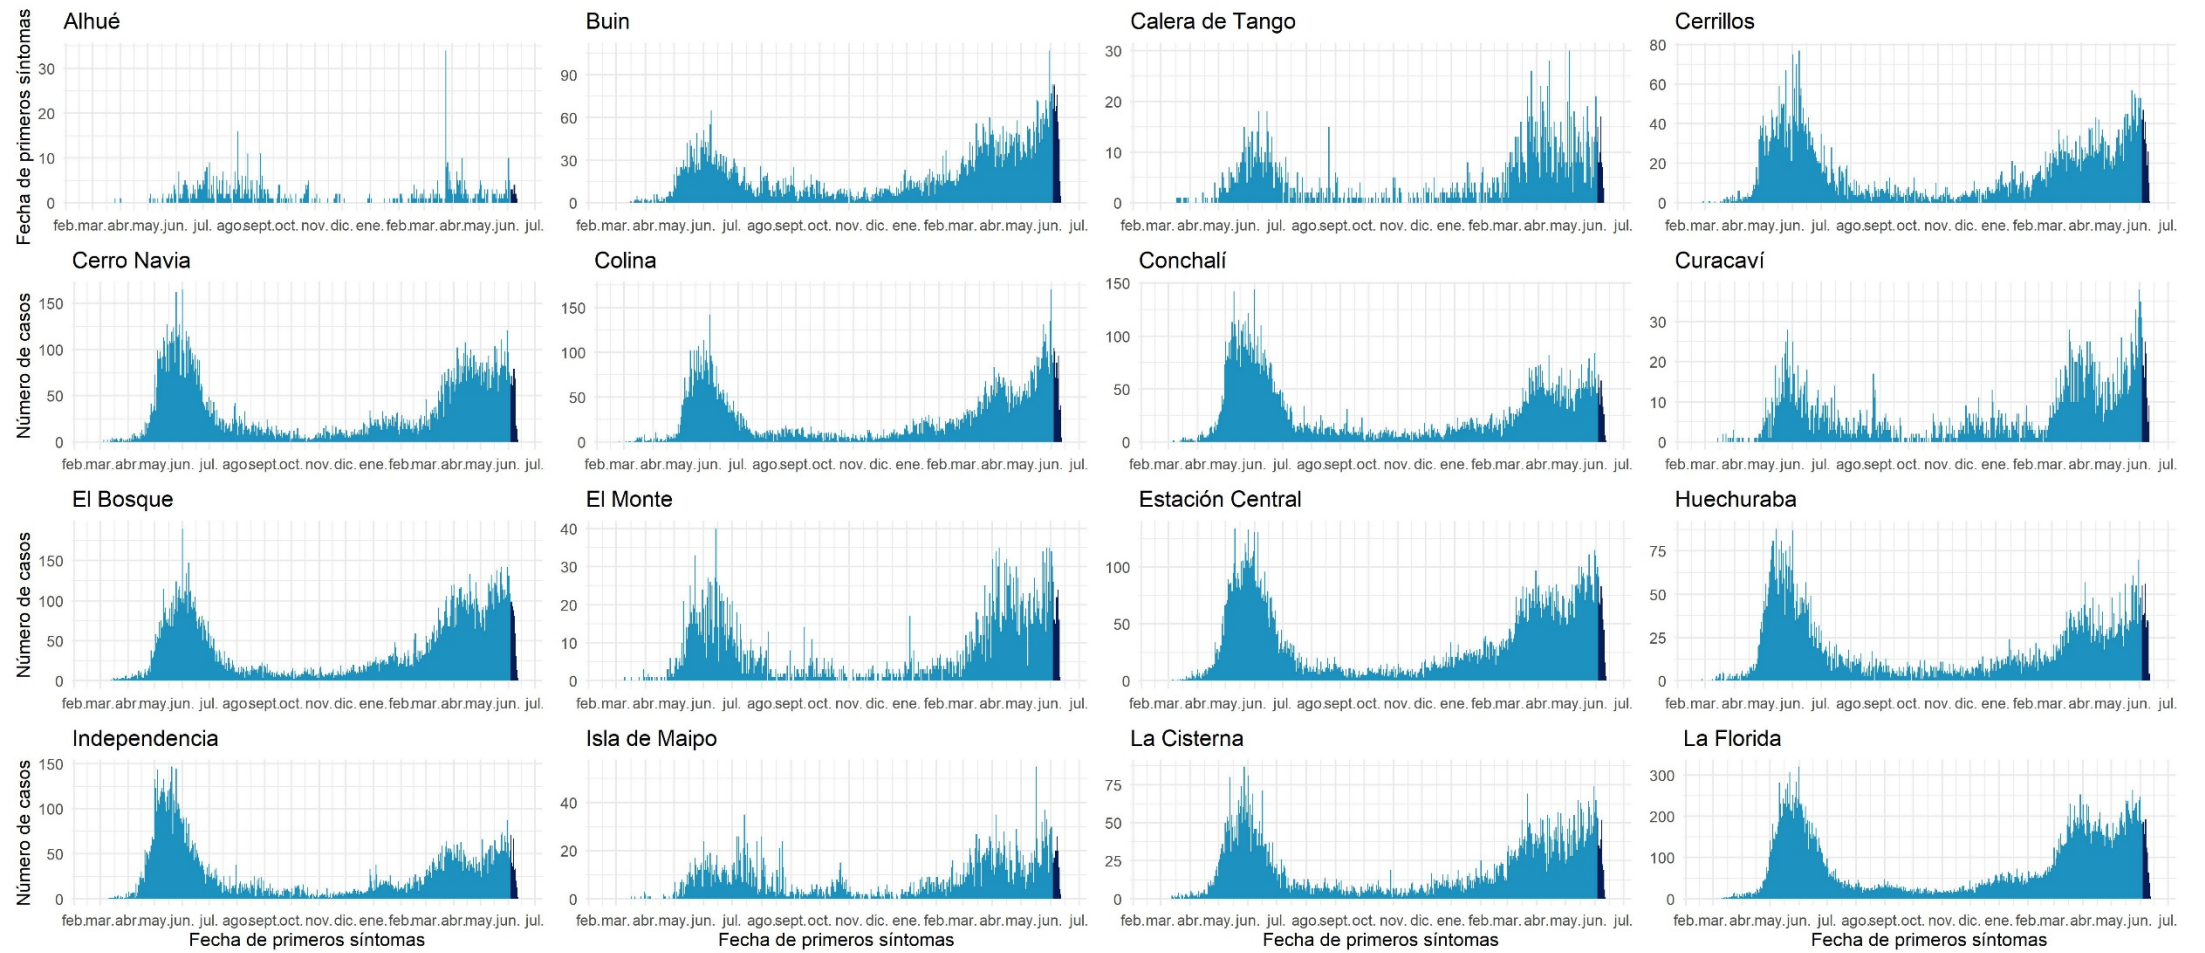 Alhué
Buin
Calera de Tango
Cerrillos
Fecha de primeros síntomas
30
20
10
0
90
60
30
0
30
20
10
0
80
60
40
20
0
feb.mar. abr.may.jun. jul. ago.sept.oct. nov. dic. ene. feb.mar. abr.may.jun. jul.
feb.mar. abr.may.jun. jul. ago.sept.oct. nov. dic. ene. feb.mar. abr.may.jun. jul.
feb.mar. abr.may.jun. jul. ago.sept.oct. nov. dic. ene. feb.mar. abr.may.jun. jul.
feb.mar. abr.may.jun. jul. ago.sept.oct. nov. dic. ene. feb.mar. abr.may.jun. jul.
Cerro Navia
Colina
Conchalí
Curacaví
Número de casos
150
100
50
0
150
100
50
0
150
100
50
0
30
20
10
0
feb.mar. abr.may.jun. jul. ago.sept.oct. nov. dic. ene. feb.mar. abr.may.jun. jul.
feb.mar. abr.may.jun. jul. ago.sept.oct. nov. dic. ene. feb.mar. abr.may.jun. jul.
feb.mar. abr.may.jun. jul. ago.sept.oct. nov. dic. ene. feb.mar. abr.may.jun. jul.
feb.mar. abr.may.jun. jul. ago.sept.oct. nov. dic. ene. feb.mar. abr.may.jun. jul.
El Bosque
El Monte
Estación Central
Huechuraba
Número de casos
150
100
50
0
40
30
20
10
0
100
50
0
75
50
25
0
feb.mar. abr.may.jun. jul. ago.sept.oct. nov. dic. ene. feb.mar. abr.may.jun. jul.
feb.mar. abr.may.jun. jul. ago.sept.oct. nov. dic. ene. feb.mar. abr.may.jun. jul.
feb.mar. abr.may.jun. jul. ago.sept.oct. nov. dic. ene. feb.mar. abr.may.jun. jul.
feb.mar. abr.may.jun. jul. ago.sept.oct. nov. dic. ene. feb.mar. abr.may.jun. jul.
Independencia
Isla de Maipo
La Cisterna
La Florida
Número de casos
150
100
50
0
40
20
0
75
50
25
0
300
200
100
0
feb.mar. abr.may.jun. jul. ago.sept.oct. nov. dic. ene. feb.mar. abr.may.jun. jul.
feb.mar. abr.may.jun. jul. ago.sept.oct. nov. dic. ene. feb.mar. abr.may.jun. jul.
feb.mar. abr.may.jun. jul. ago.sept.oct. nov. dic. ene. feb.mar. abr.may.jun. jul.
feb.mar. abr.may.jun. jul. ago.sept.oct. nov. dic. ene. feb.mar. abr.may.jun. jul.
Fecha de primeros síntomas
Fecha de primeros síntomas
Fecha de primeros síntomas
Fecha de primeros síntomas